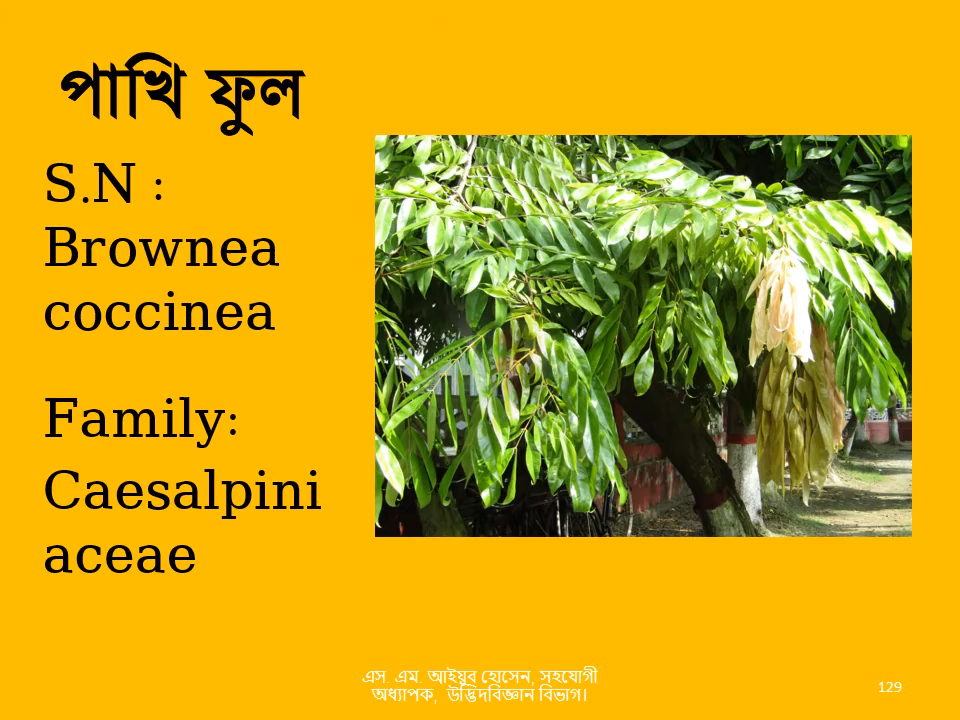 পাখি ফুল
S.N :
Brownea
coccinea
Family:
Caesalpini
aceae
এস. এম. আইয়ুব হোসেন, সহযোগী
অধ্যাপক, উদ্ভিদবিজ্ঞান বিভাগ।
129